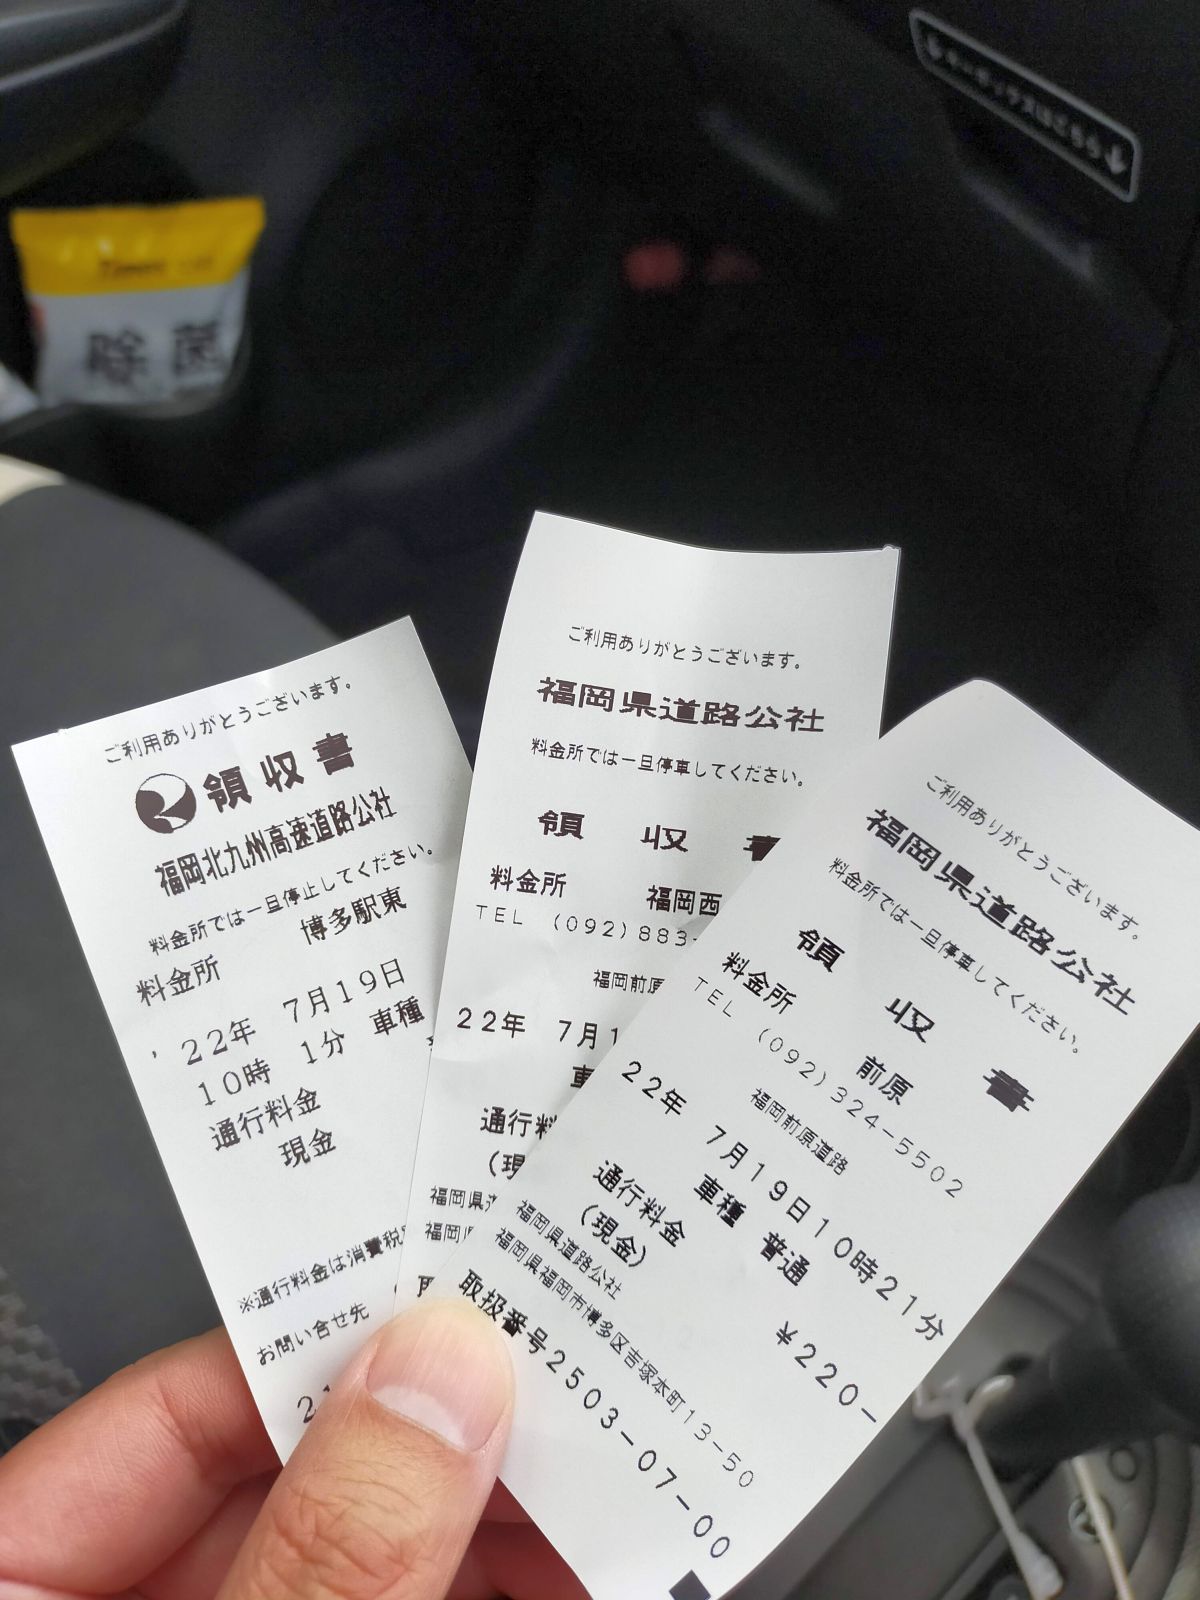 除菌
ご利用ありがとうございます。
領収書
福岡北九州高速道路公社
料金所では一旦停止してください。
料金所 博多駅東
22年 7月19日
10時 1分 車種
通行料金
現金
※通行料金は消費税
お問い合せ先
ご利用ありがとうございます。
福岡県道路公社
料金所では一旦停車してください。
領 収 書
料金所 福岡西
TEL (092)883-
福岡前原
22年 7月1
車
通行料
(現
福岡県
福岡
ご利用ありがとうございます。
福岡県道路公社
料金所では一旦停車してください。
領 収 書
料金所 前原
TEL (092)324-5502
福岡前原道路
22年 7月19日10時21分
車種 普通
通行料金
(現金) ¥220-
福岡県道路公社
福岡県福岡市博多区吉塚本町13-50
取扱番号2503-07-00